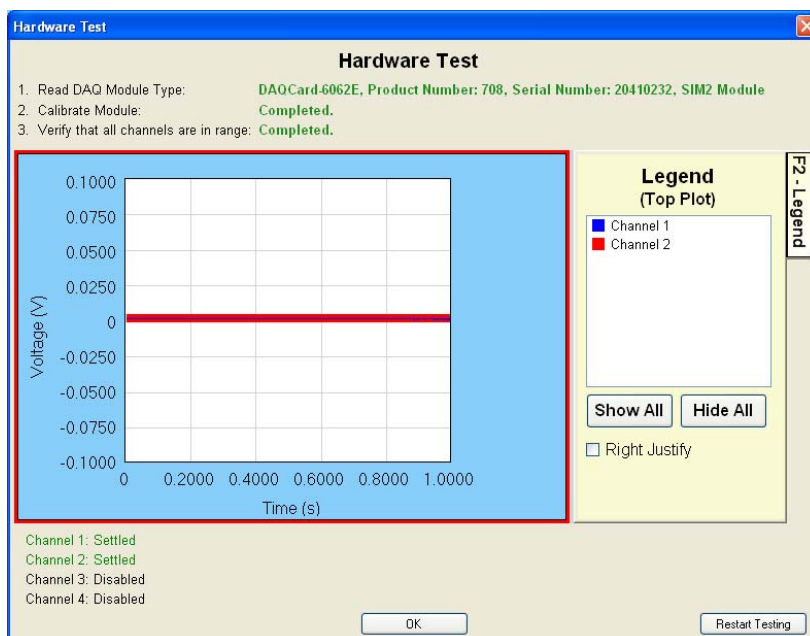 Hardware Test
Hardware Test
1. Read DAQ Module Type: DAQCard-6062E, Product Number: 708, Serial Number: 20410232, SIM2 Module
2. Calibrate Module: Completed.
3. Verify that all channels are in range: Completed.
0.1000
0.0750
0.0500
0.0250
0
-0.0250
-0.0500
-0.0750
-0.1000
Voltage (V)
0 0.2000 0.4000 0.6000 0.8000 1.0000
Time (s)
Legend
(Top Plot)
Channel 1
Channel 2
Show All Hide All
Right Justify
F2 - Legend
Channel 1: Settled
Channel 2: Settled
Channel 3: Disabled
Channel 4: Disabled
OK Restart Testing